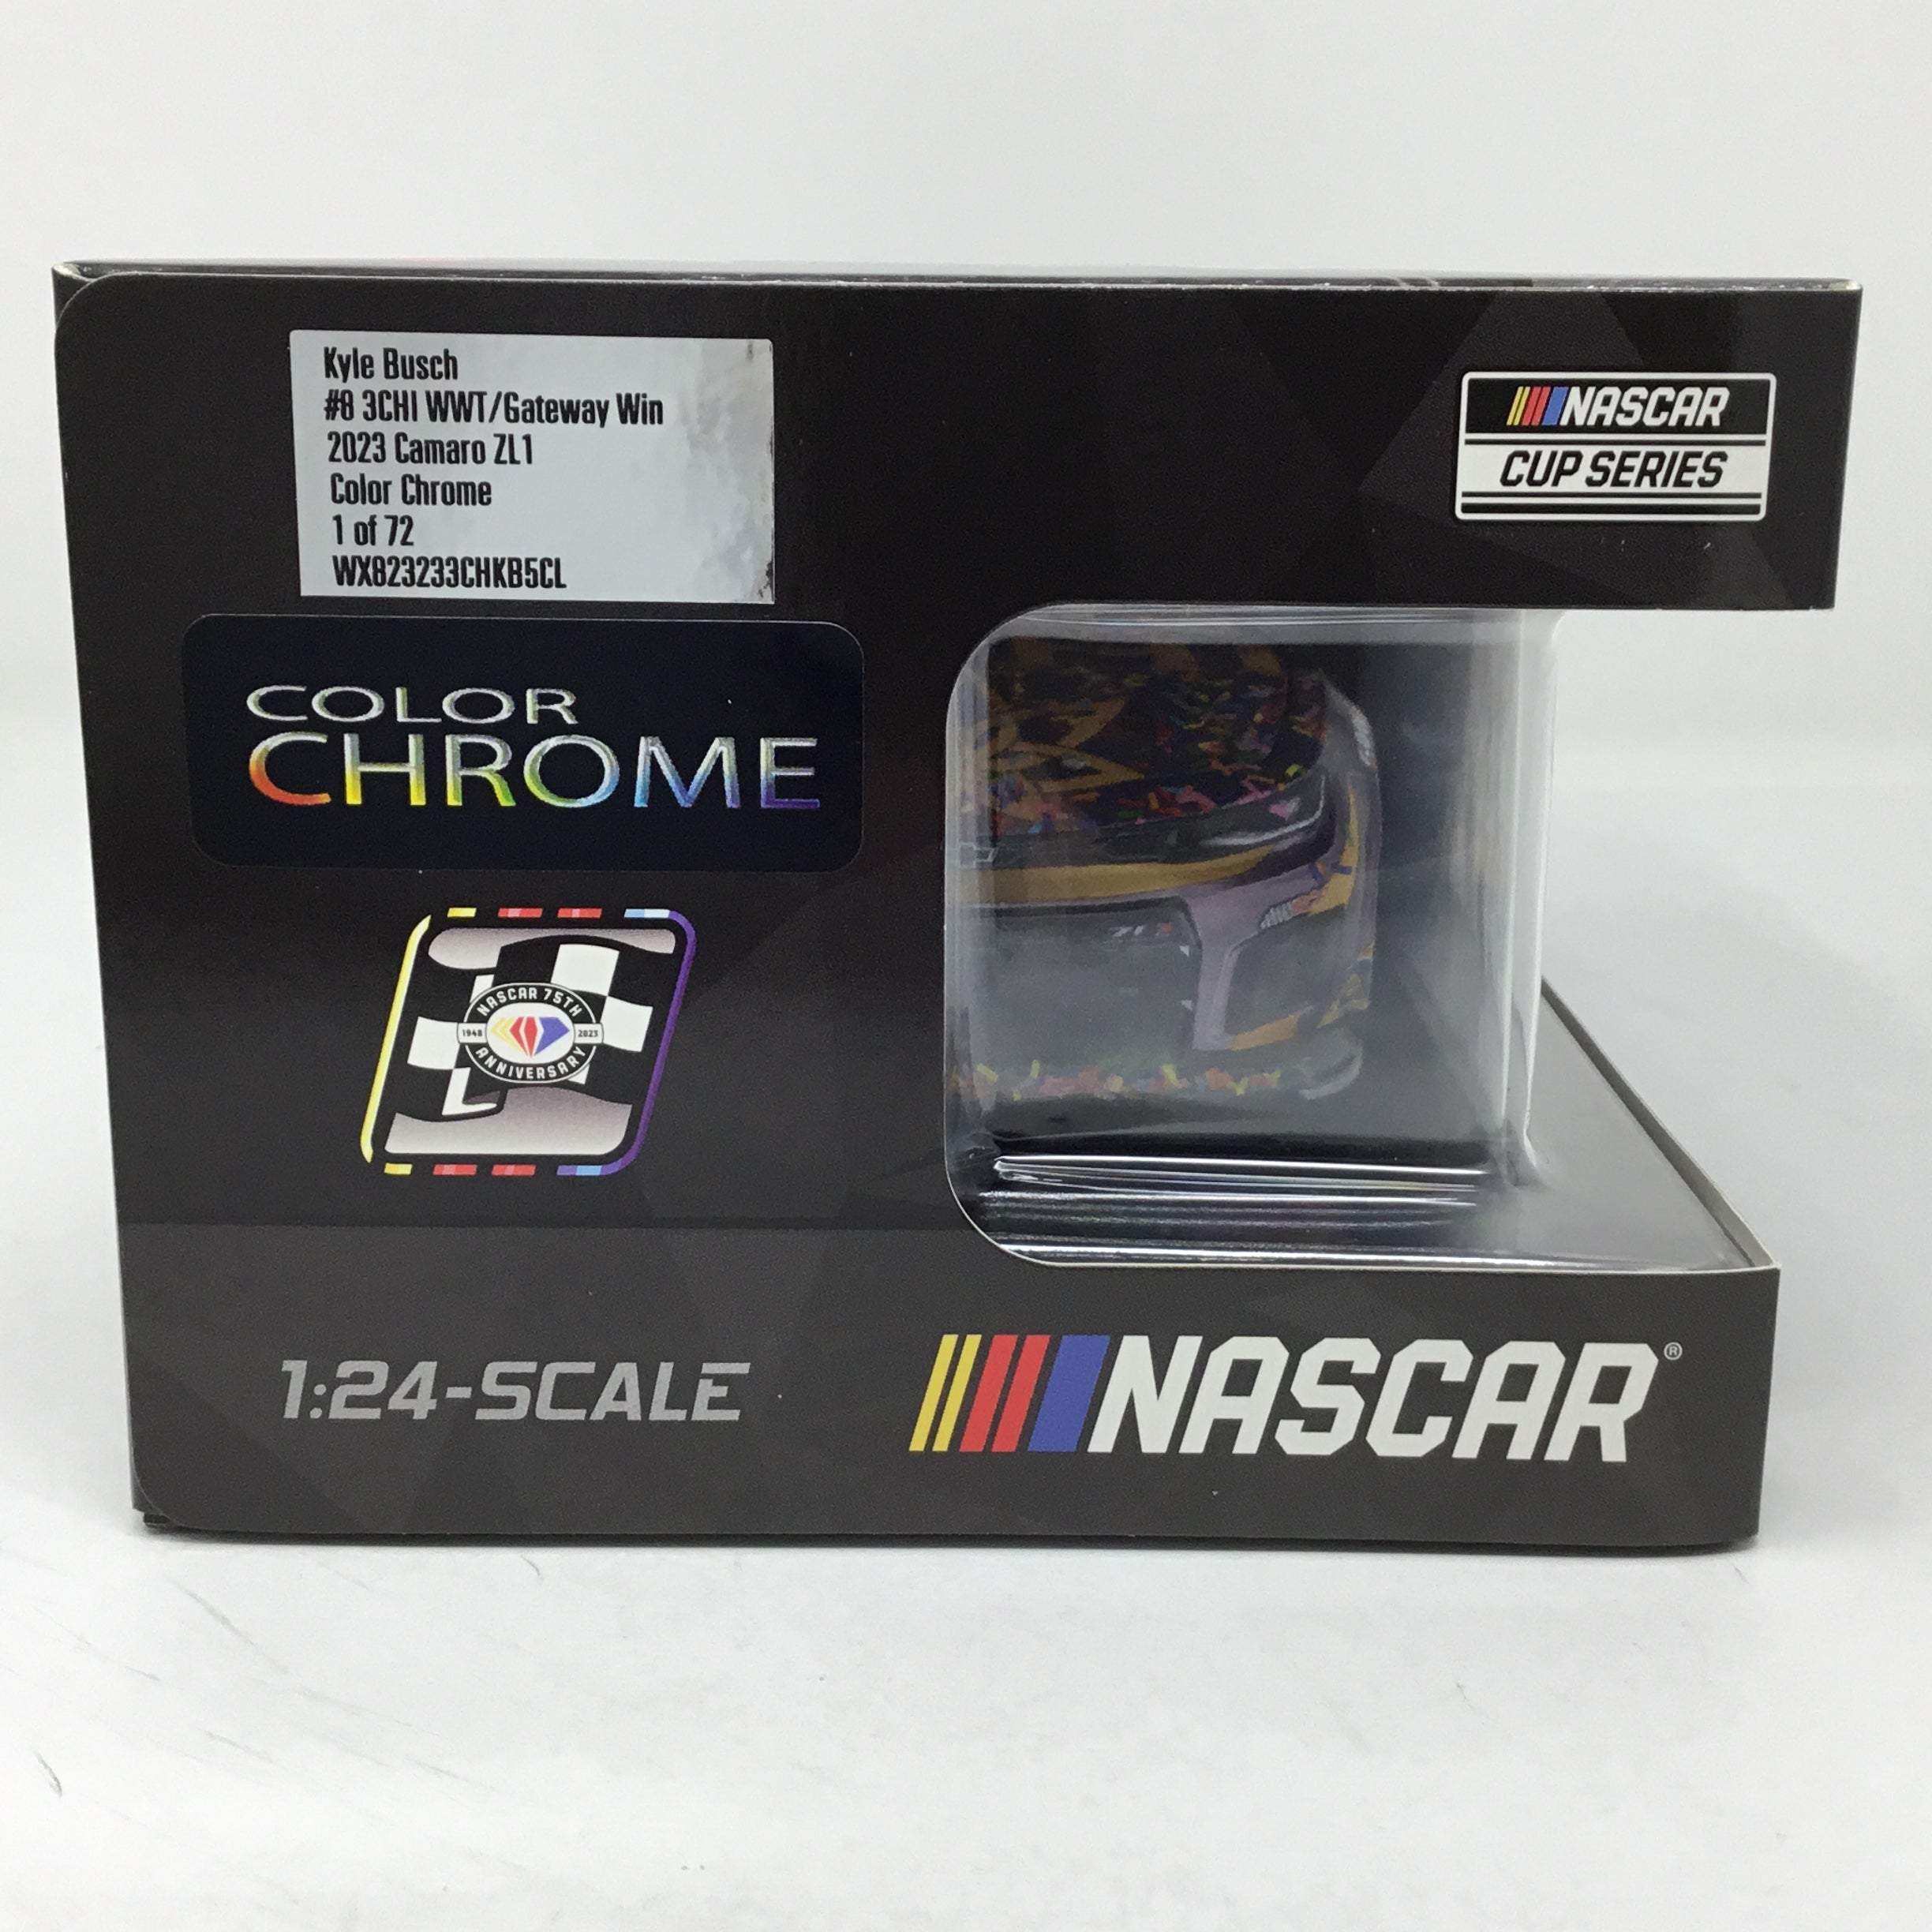 Kyle Busch
#8 3CHI WWT/Gateway Win
2023 Camaro ZL1
Color Chrome
1 of 72
WX823233CHKB5CL
NASCAR
CUP SERIES
COLOR
CHROME
NASCAR 75TH
1948 2023
ANNIVERSARY
ZL1
1:24-SCALE
NASCAR®